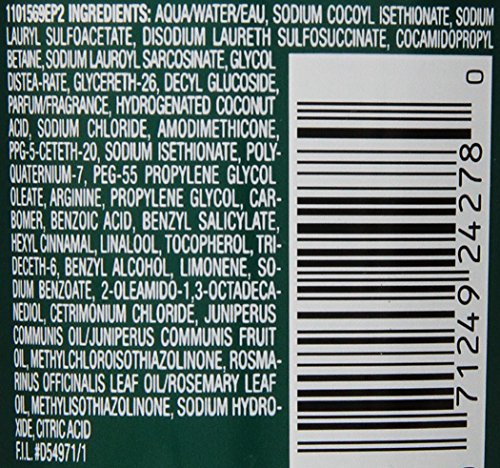 1101569EP2 INGREDIENTS: AQUA/WATER/EAU, SODIUM COCOYL ISETHIONATE, SODIUM
LAURYL SULFOACETATE, DISODIUM LAURETH SULFOSUCCINATE, COCAMIDOPROPYL
BETAINE, SODIUM LAUROYL SARCOSINATE, GLYCOL
DISTEA-RATE, GLYCERETH-26, DECYL GLUCOSIDE,
PARFUM/FRAGRANCE, HYDROGENATED COCONUT
ACID, SODIUM CHLORIDE, AMODIMETHICONE,
PPG-5-CETETH-20, SODIUM ISETHIONATE, POLY-
QUATERNIUM-7, PEG-55 PROPYLENE GLYCOL
OLEATE, ARGININE, PROPYLENE GLYCOL, CAR-
BOMER, BENZOIC ACID, BENZYL SALICYLATE,
HEXYL CINNAMAL, LINALOOL, TOCOPHEROL, TRI-
DECETH-6, BENZYL ALCOHOL, LIMONENE, SO-
DIUM BENZOATE, 2-OLEAMIDO-1,3-OCTADECA-
NEDIOL, CETRIMONIUM CHLORIDE, JUNIPERUS
COMMUNIS OIL/JUNIPERUS COMMUNIS FRUIT
OIL, METHYLCHLOROISOTHIAZOLINONE, ROSMA-
RINUS OFFICINALIS LEAF OIL/ROSEMARY LEAF
OIL, METHYLISOTHIAZOLINONE, SODIUM HYDRO-
XIDE, CITRIC ACID
F.I.L. #D54971/1
71249 24278 0